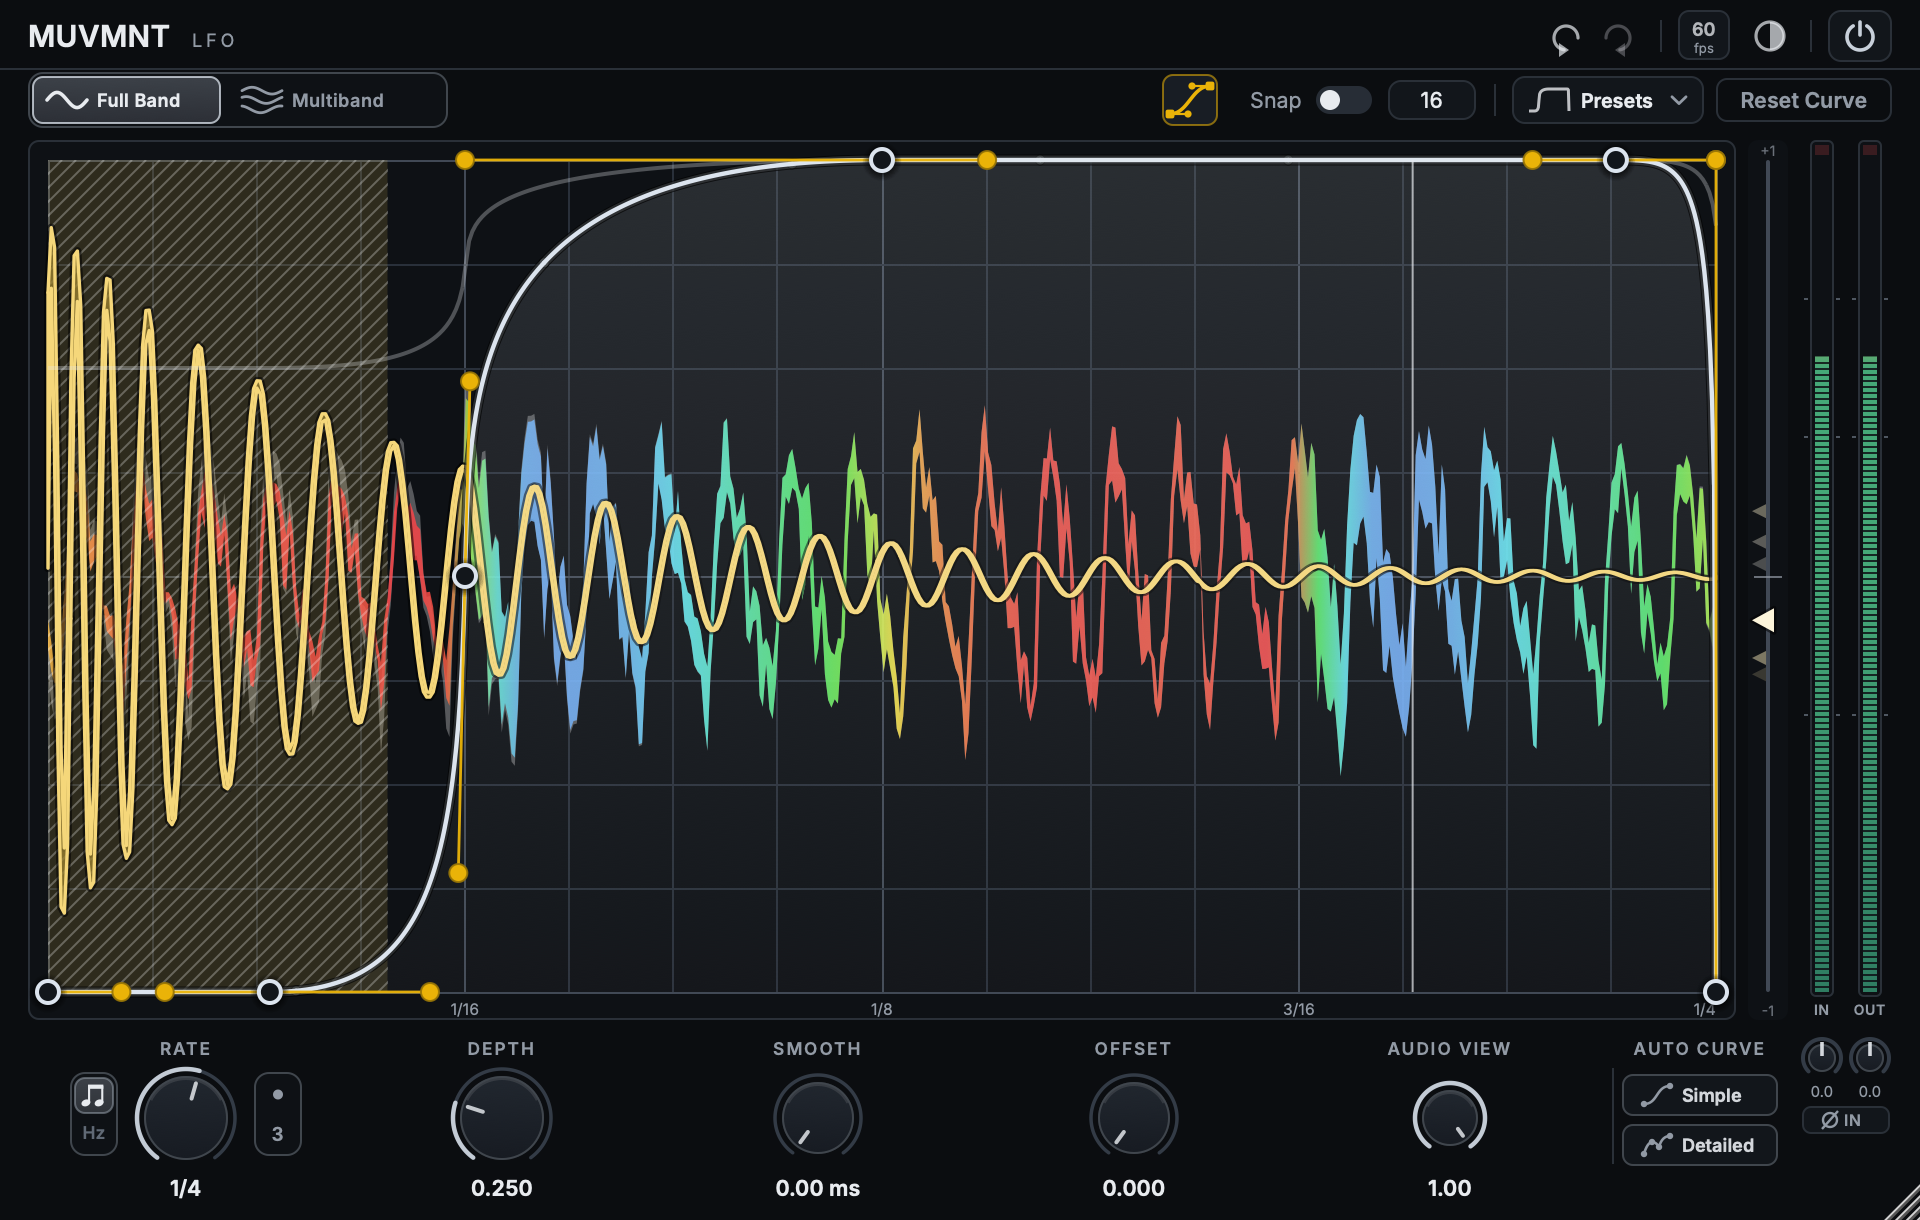 MUVMNT LFO
60
fps
Full Band
Multiband
Snap
16
Presets
Reset Curve
+1
1/16
1/8
3/16
1/4
-1
IN
OUT
RATE
DEPTH
SMOOTH
OFFSET
AUDIO VIEW
AUTO CURVE
Hz
3
Simple
Detailed
0.0
0.0
Ø IN
1/4
0.250
0.00 ms
0.000
1.00